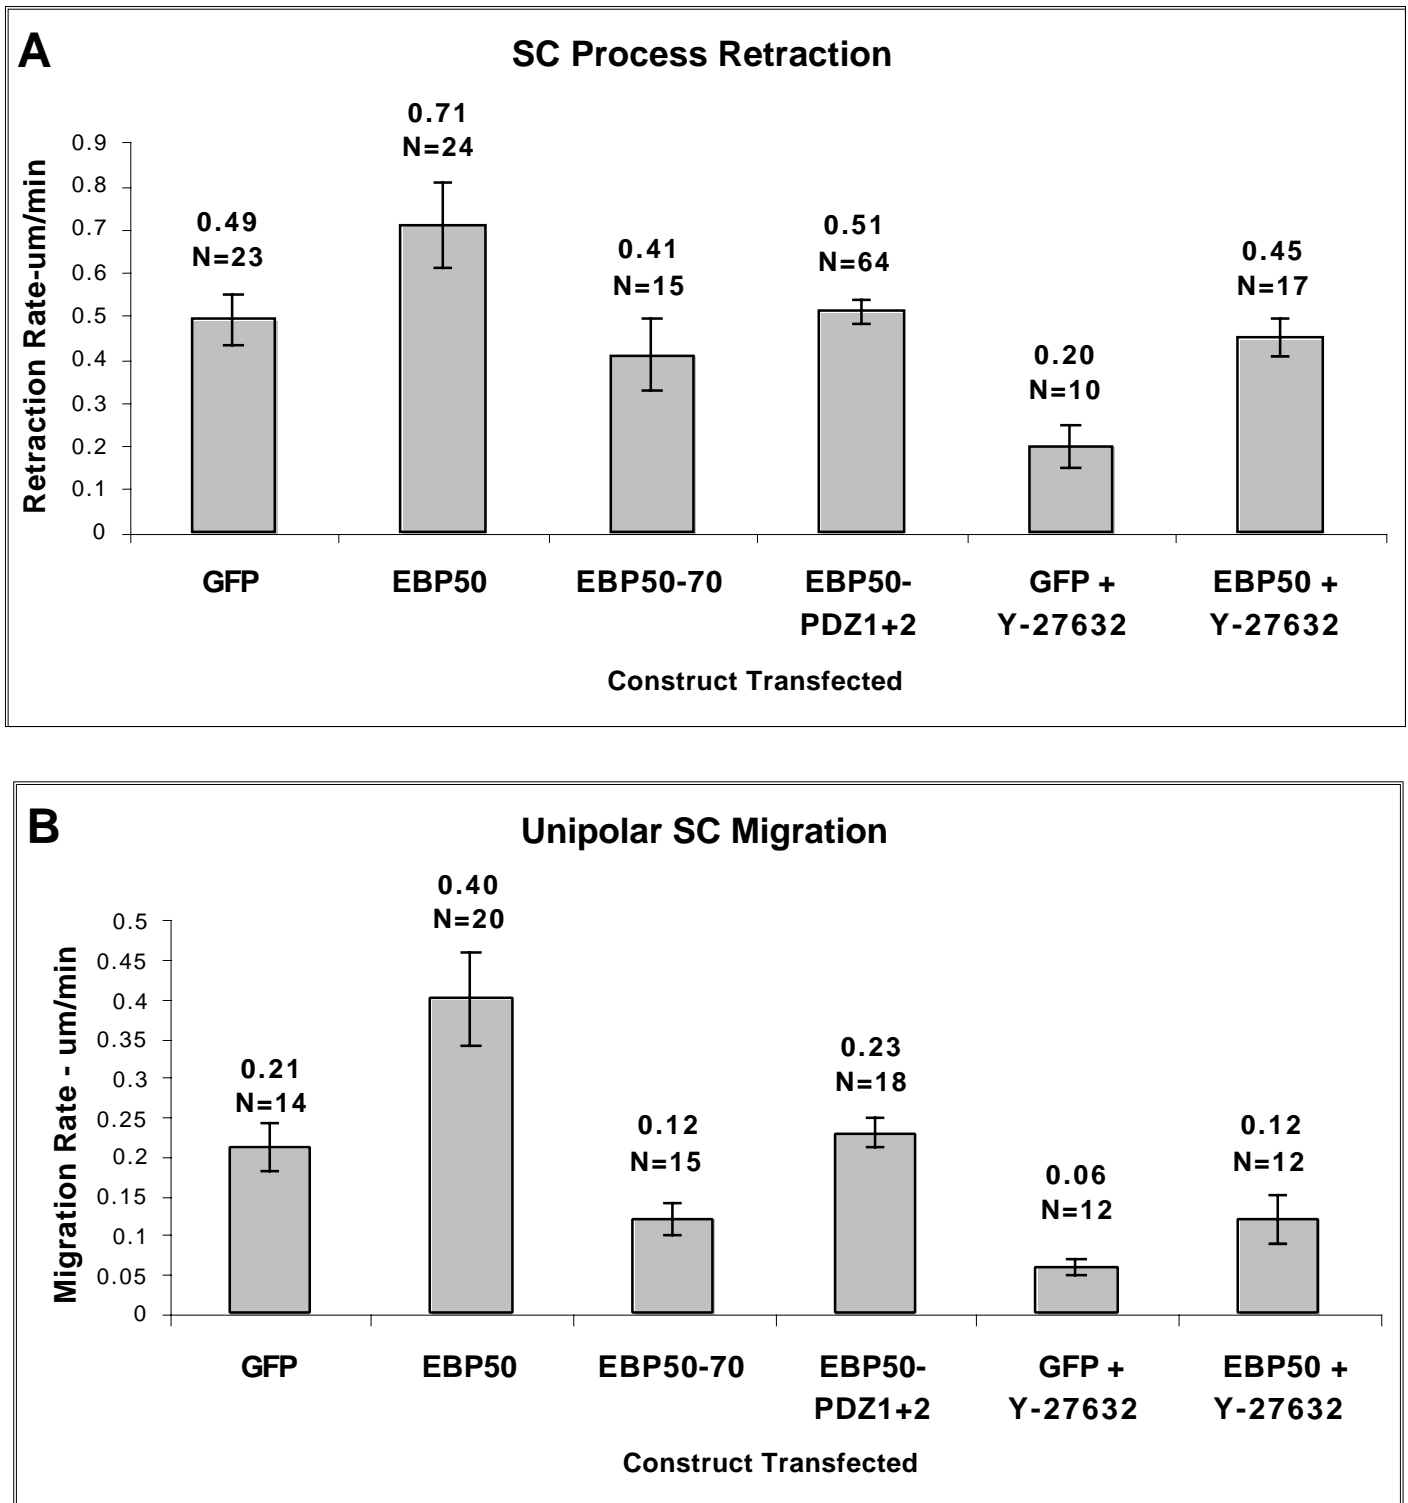 A
SC Process Retraction
Retraction Rate-um/min
0.9
0.8
0.7
0.6
0.5
0.4
0.3
0.2
0.1
0
0.49
N=23
0.71
N=24
0.41
N=15
0.51
N=64
0.20
N=10
0.45
N=17
GFP
EBP50
EBP50-70
EBP50-
PDZ1+2
GFP +
Y-27632
EBP50 +
Y-27632
Construct Transfected
B
Unipolar SC Migration
Migration Rate - um/min
0.5
0.45
0.4
0.35
0.3
0.25
0.2
0.15
0.1
0.05
0
0.21
N=14
0.40
N=20
0.12
N=15
0.23
N=18
0.06
N=12
0.12
N=12
GFP
EBP50
EBP50-70
EBP50-
PDZ1+2
GFP +
Y-27632
EBP50 +
Y-27632
Construct Transfected